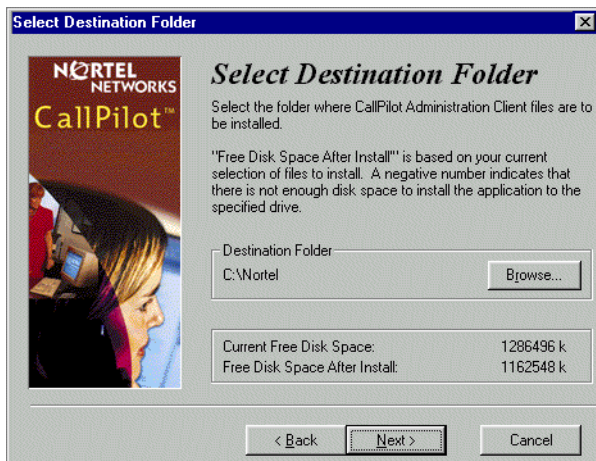 Select Destination Folder
NORTEL
NETWORKS
CallPilot™
Select Destination Folder
Select the folder where CallPilot Administration Client files are to
be installed.
"Free Disk Space After Install"' is based on your current
selection of files to install. A negative number indicates that
there is not enough disk space to install the application to the
specified drive.
Destination Folder
C:\Nortel
Browse...
Current Free Disk Space: 1286496 k
Free Disk Space After Install: 1162548 k
< Back
Next >
Cancel